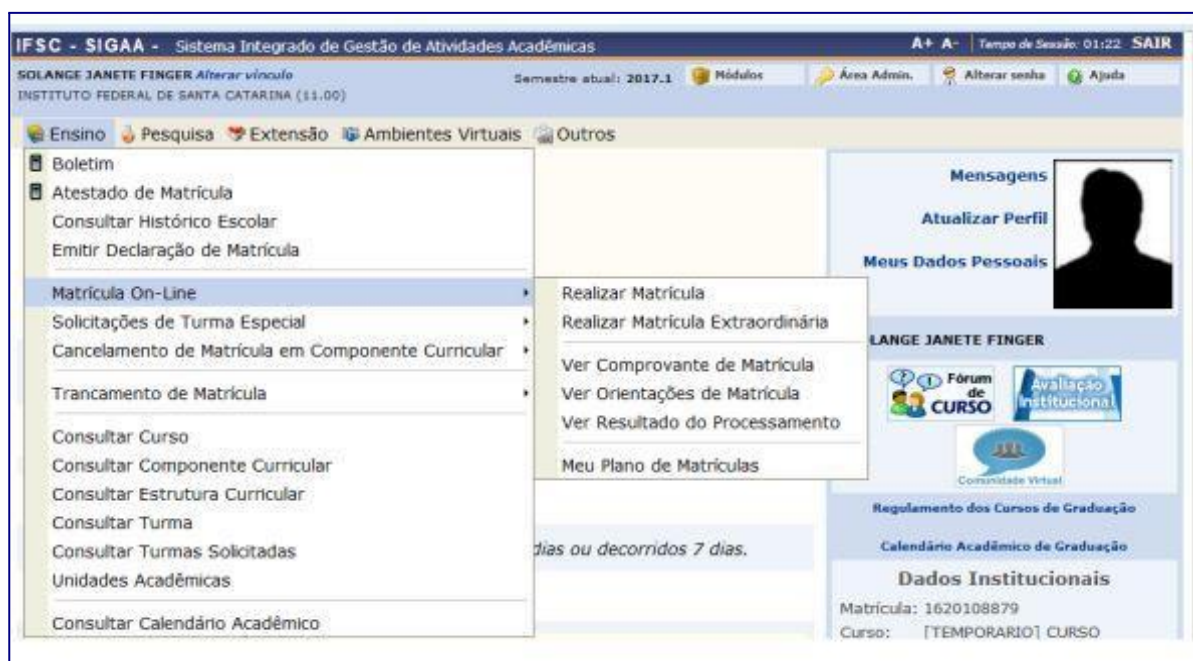 IFSC - SIGAA - Sistema Integrado de Gestão de Atividades Acadêmicas A+ A- Tempo de Sessão: 01:22 SAIR
SOLANGE JANETE FINGER Alterar vínculo Semestre atual: 2017.1 Módulos Área Admin. Alterar senha Ajuda
INSTITUTO FEDERAL DE SANTA CATARINA (11.00)
Ensino Pesquisa Extensão Ambientes Virtuais Outros
Boletim
Atestado de Matrícula
Consultar Histórico Escolar
Emitir Declaração de Matrícula
Matrícula On-Line
Solicitações de Turma Especial
Cancelamento de Matrícula em Componente Curricular
Trancamento de Matrícula
Consultar Curso
Consultar Componente Curricular
Consultar Estrutura Curricular
Consultar Turma
Consultar Turmas Solicitadas
Unidades Acadêmicas
Consultar Calendário Acadêmico
Realizar Matrícula
Realizar Matrícula Extraordinária
Ver Comprovante de Matrícula
Ver Orientações de Matrícula
Ver Resultado do Processamento
Meu Plano de Matrículas
dias ou decorridos 7 dias.
Mensagens
Atualizar Perfil
Meus Dados Pessoais
LANGE JANETE FINGER
Fórum
de
CURSO
Avaliação
Institucional
Comunidade Virtual
Regulamento dos Cursos de Graduação
Calendário Acadêmico de Graduação
Dados Institucionais
Matrícula: 1620108879
Curso: [TEMPORARIO] CURSO